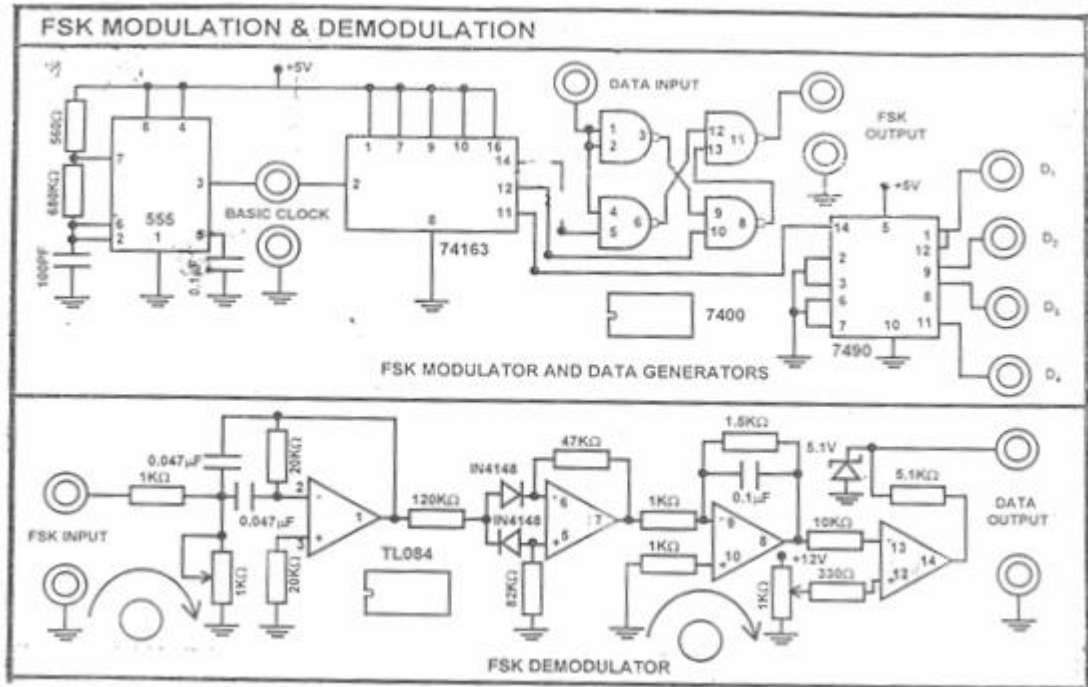 FSK MODULATION & DEMODULATION
+5V
DATA INPUT
FSK
OUTPUT
560Ω
680KΩ
100PF
8 4
7
3
6
2
555
1
5
0.1µF
BASIC CLOCK
1 7 9 10 16
2
14
12
11
8
74163
1
2
3
4
5
6
12
13
11
9
10
8
+5V
5
14
1
12
2
9
3
8
6
11
7
10
7490
D₁
D₂
D₃
D₄
7400
FSK MODULATOR AND DATA GENERATORS
0.047µF
1KΩ
20KΩ
0.047µF
FSK INPUT
1KΩ
20KΩ
2
-
1
+
3
120KΩ
TL084
IN4148
IN4148
47KΩ
6
7
5
82KΩ
1KΩ
1KΩ
1.5KΩ
0.1µF
9
8
10
10KΩ
+12V
1KΩ
330Ω
5.1V
5.1KΩ
13
14
12
DATA
OUTPUT
FSK DEMODULATOR